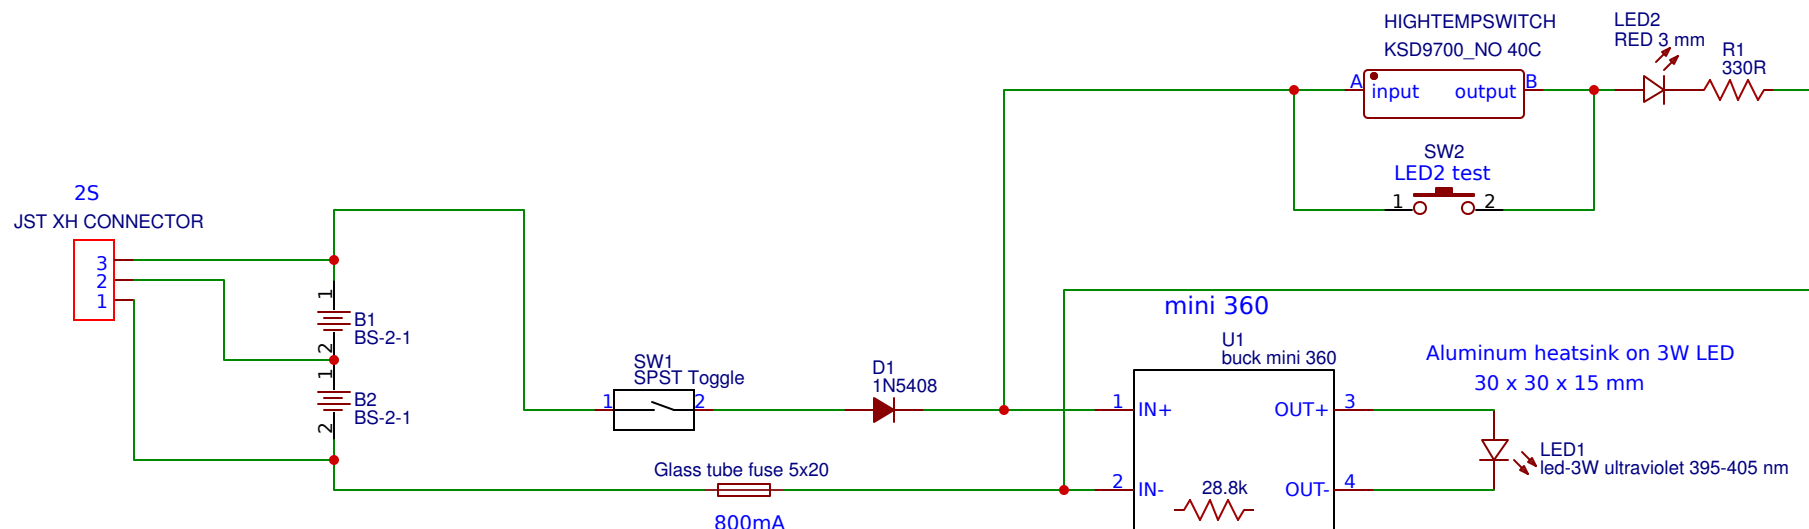 HIGHTEMPSWITCH
KSD9700_NO 40C
A
input
output
B
LED2
RED 3 mm
R1
330R
SW2
LED2 test
1
2
2S
JST XH CONNECTOR
3
2
1
1
B1
BS-2-1
2
1
B2
BS-2-1
2
SW1
SPST Toggle
1
2
D1
1N5408
Glass tube fuse 5x20
800mA
mini 360
U1
buck mini 360
1
IN+
OUT+
3
2
IN-
28.8k
OUT-
4
Aluminum heatsink on 3W LED
30 x 30 x 15 mm
LED1
led-3W ultraviolet 395-405 nm